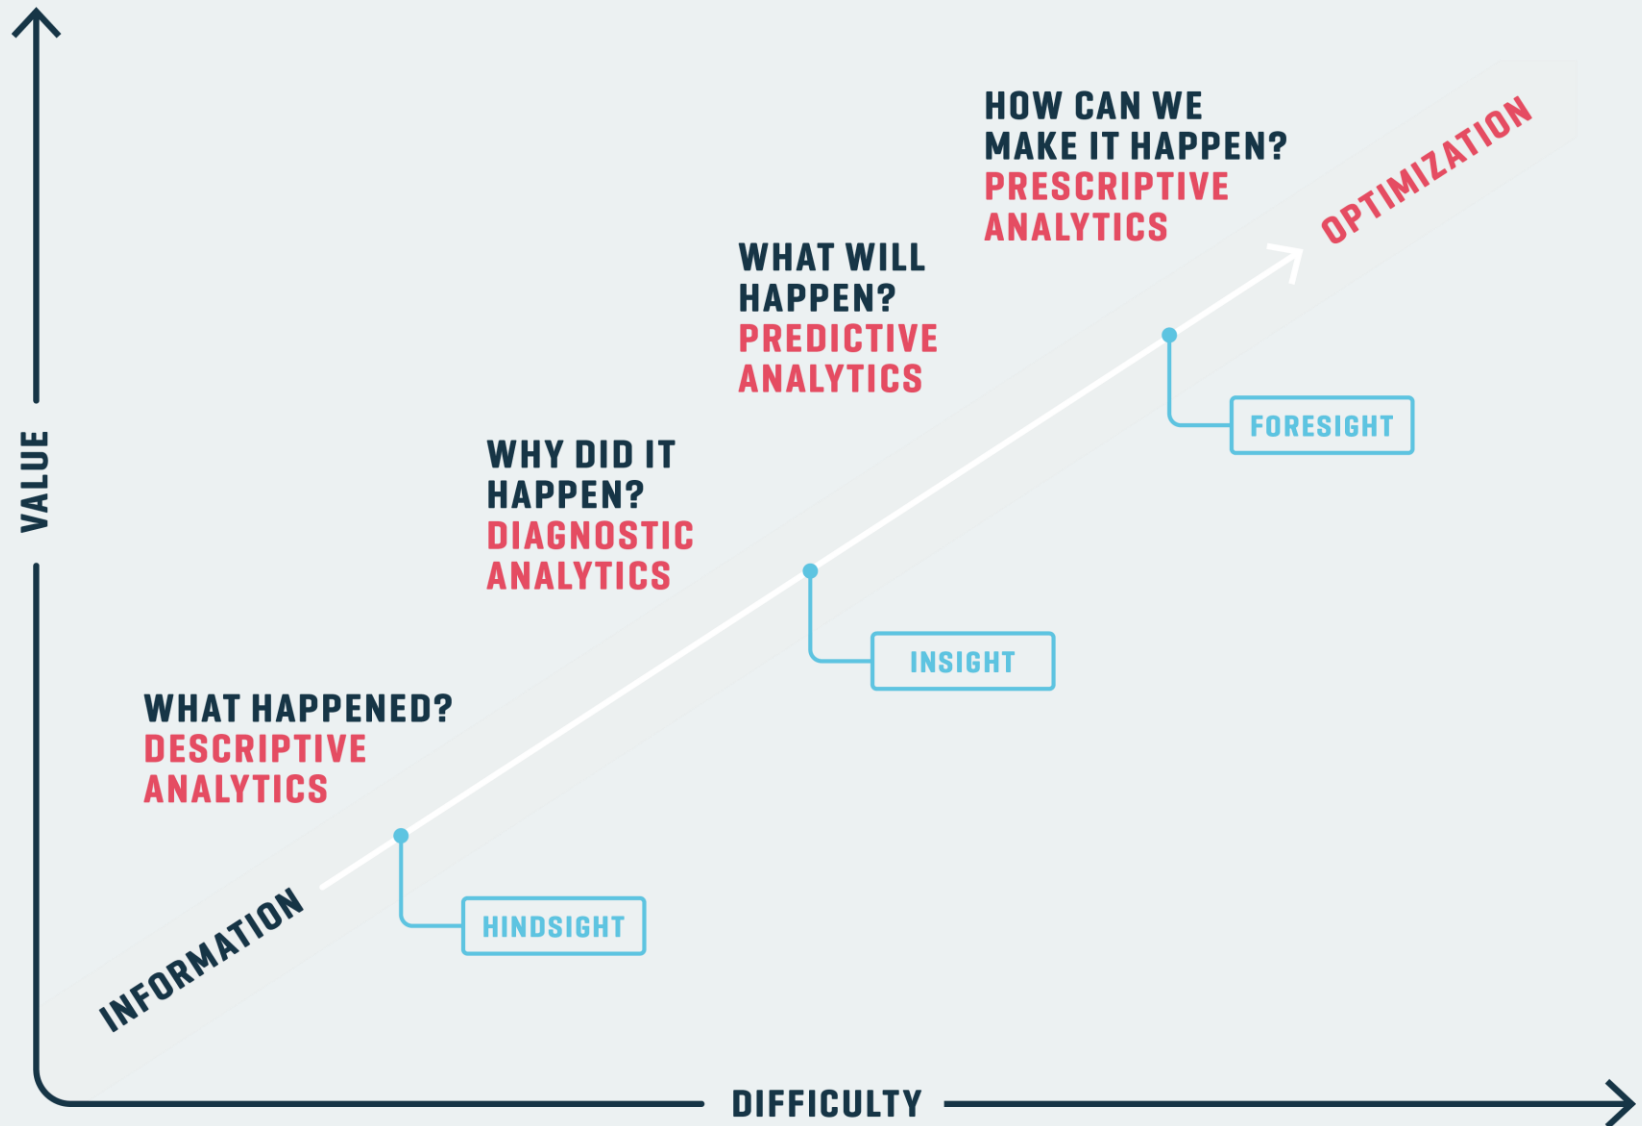 HOW CAN WE
MAKE IT HAPPEN?
PRESCRIPTIVE
ANALYTICS
OPTIMIZATION
WHAT WILL
HAPPEN?
PREDICTIVE
ANALYTICS
FORESIGHT
VALUE
WHY DID IT
HAPPEN?
DIAGNOSTIC
ANALYTICS
INSIGHT
WHAT HAPPENED?
DESCRIPTIVE
ANALYTICS
INFORMATION
HINDSIGHT
DIFFICULTY